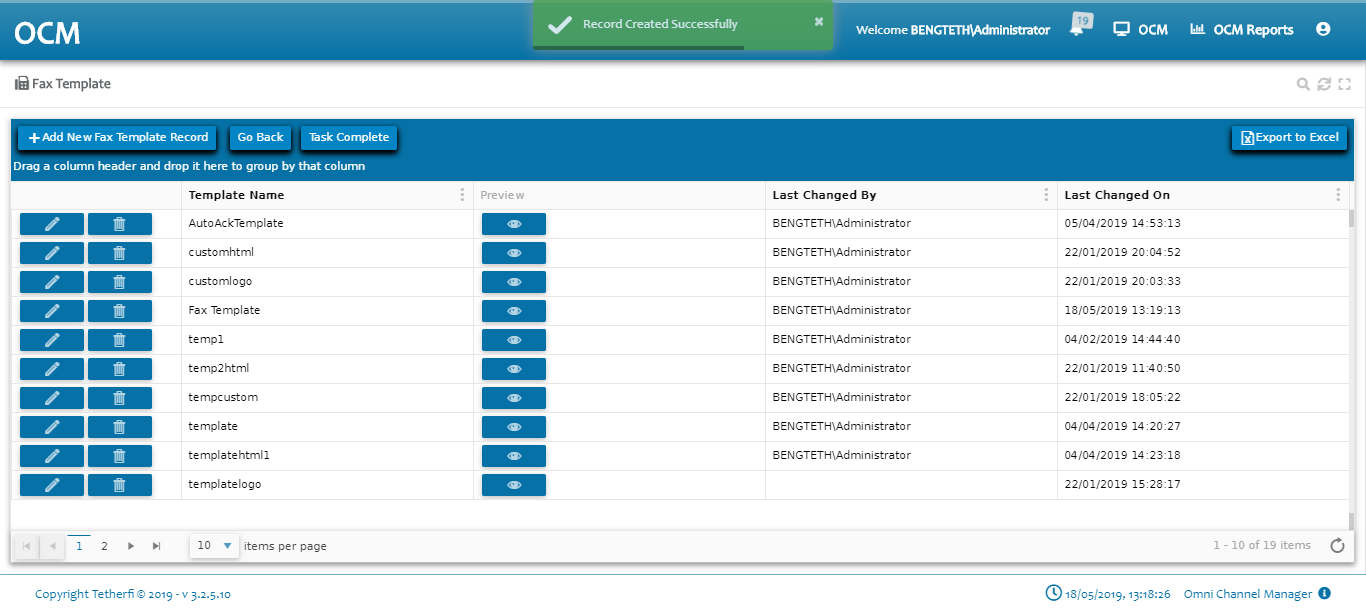 OCM
Record Created Successfully
Welcome BENGTETH\Administrator
19
OCM
OCM Reports
Fax Template
Add New Fax Template Record
Go Back
Task Complete
Export to Excel
Drag a column header and drop it here to group by that column
Template Name Preview Last Changed By Last Changed On
AutoAckTemplate BENGTETH\Administrator 05/04/2019 14:53:13
customhtml BENGTETH\Administrator 22/01/2019 20:04:52
customlogo BENGTETH\Administrator 22/01/2019 20:03:33
Fax Template BENGTETH\Administrator 18/05/2019 13:19:13
temp1 BENGTETH\Administrator 04/02/2019 14:44:40
temp2html BENGTETH\Administrator 22/01/2019 11:40:50
tempcustom BENGTETH\Administrator 22/01/2019 18:05:22
template BENGTETH\Administrator 04/04/2019 14:20:27
templatehtml1 BENGTETH\Administrator 04/04/2019 14:23:18
templatelogo 22/01/2019 15:28:17
1 2 10 items per page 1 - 10 of 19 items
Copyright Tetherfi © 2019 - v 3.2.5.10 18/05/2019, 13:18:26 Omni Channel Manager